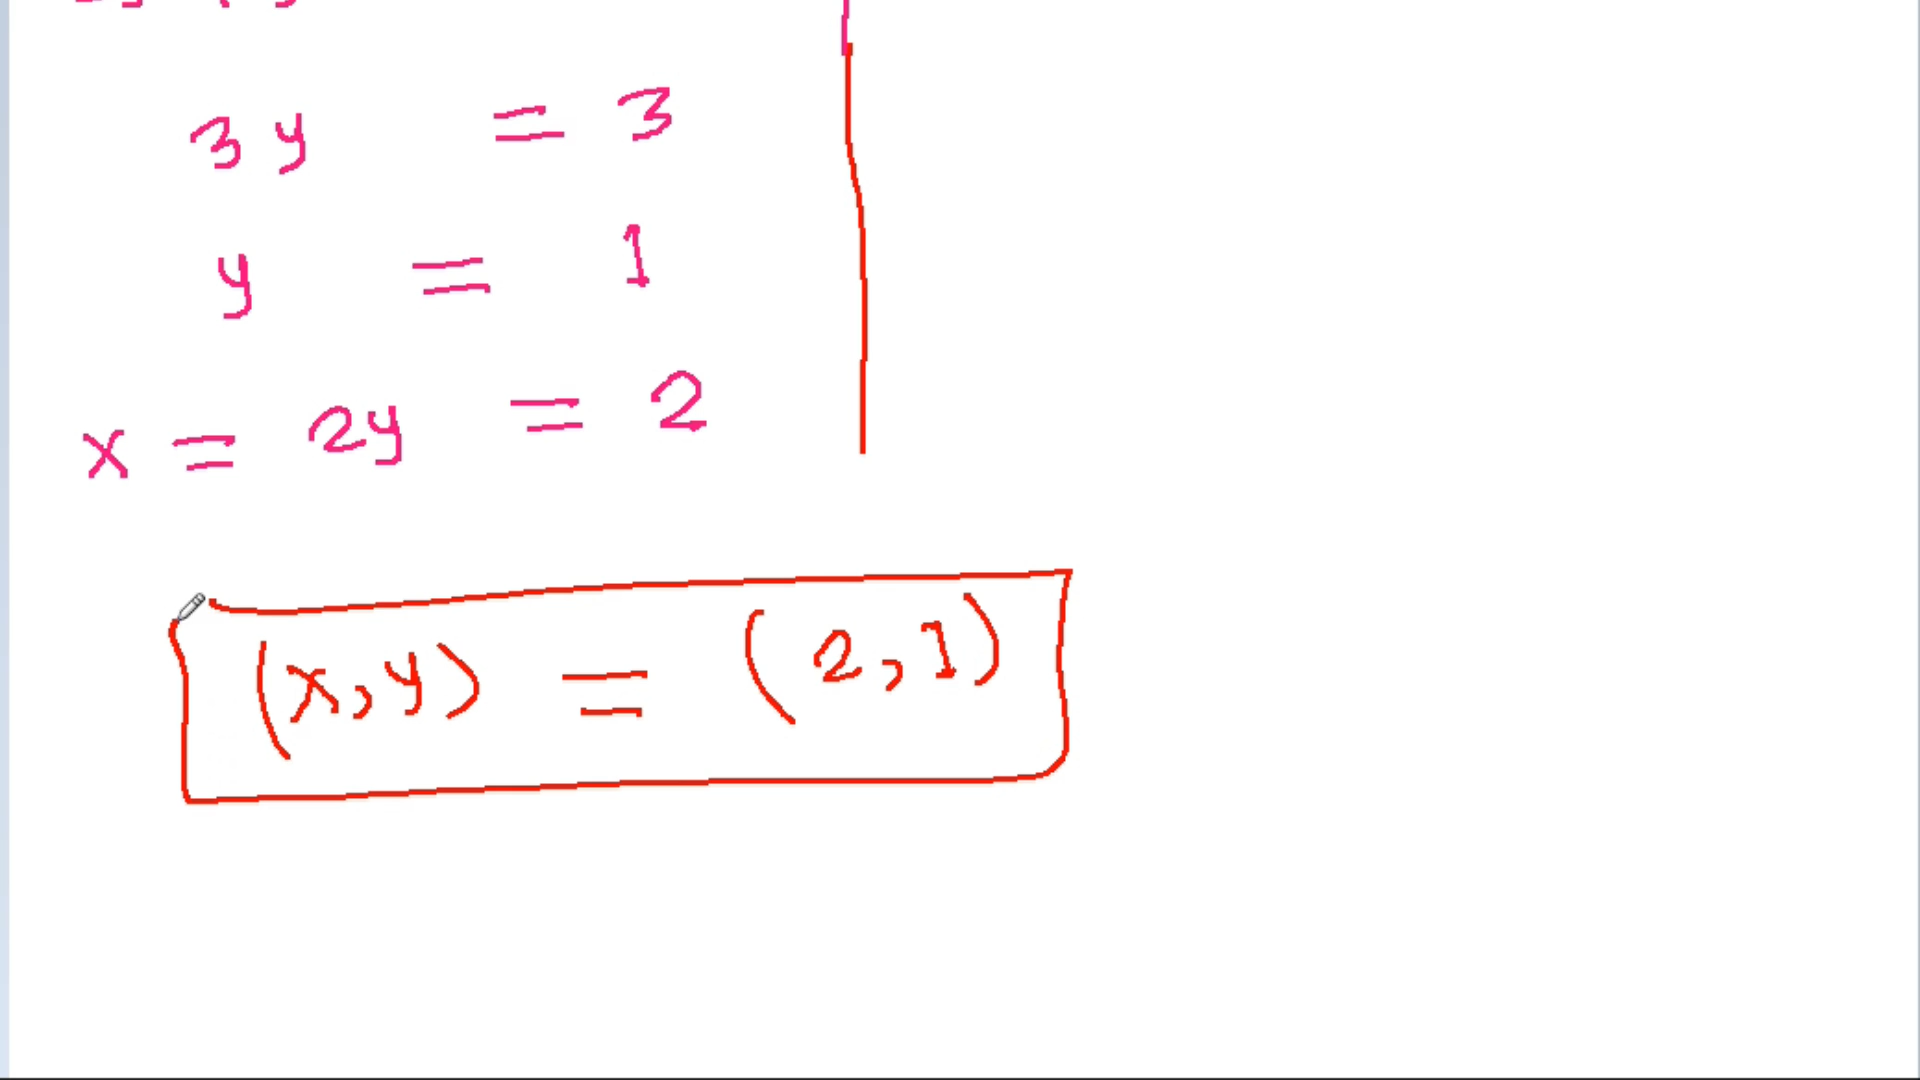 3y = 3
y = 1
x = 2y = 2
(x,y) = (2,1)